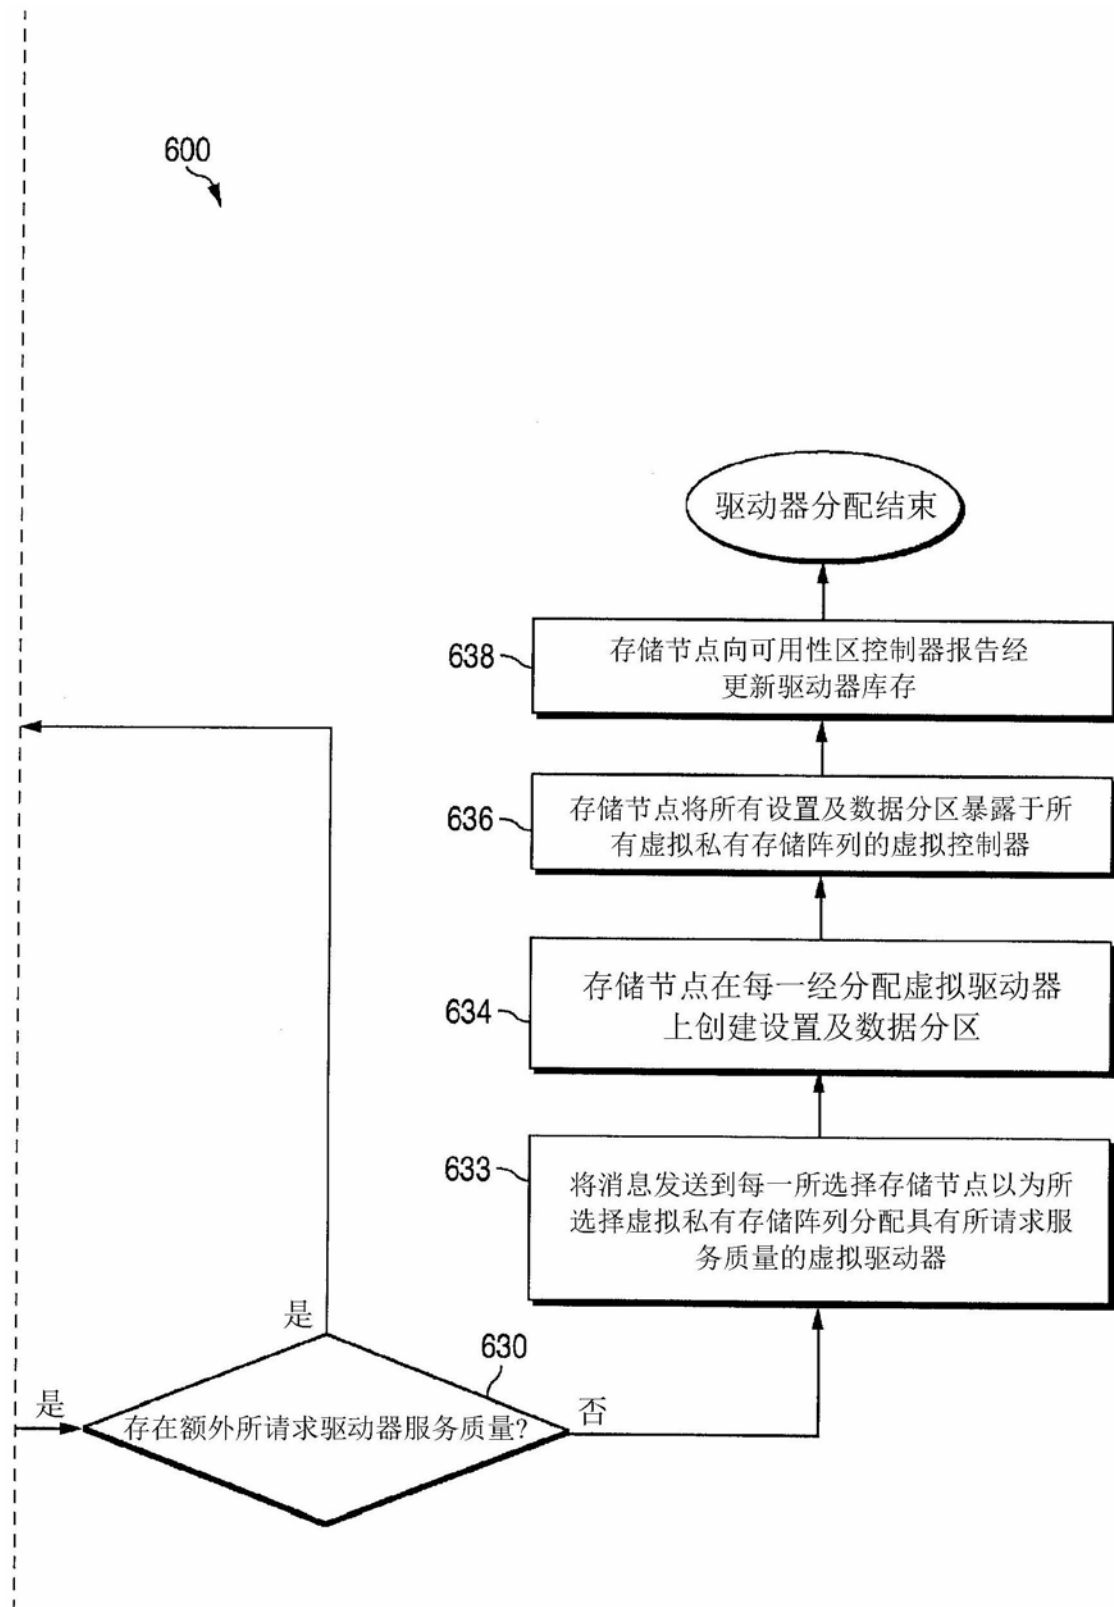 600
驱动器分配结束
638
存储节点向可用性区控制器报告经
更新驱动器库存
636
存储节点将所有设置及数据分区暴露于所
有虚拟私有存储阵列的虚拟控制器
634
存储节点在每一经分配虚拟驱动器
上创建设置及数据分区
633
将消息发送到每一所选择存储节点以为所
选择虚拟私有存储阵列分配具有所请求服
务质量的虚拟驱动器
是
630
是
存在额外所请求驱动器服务质量?
否